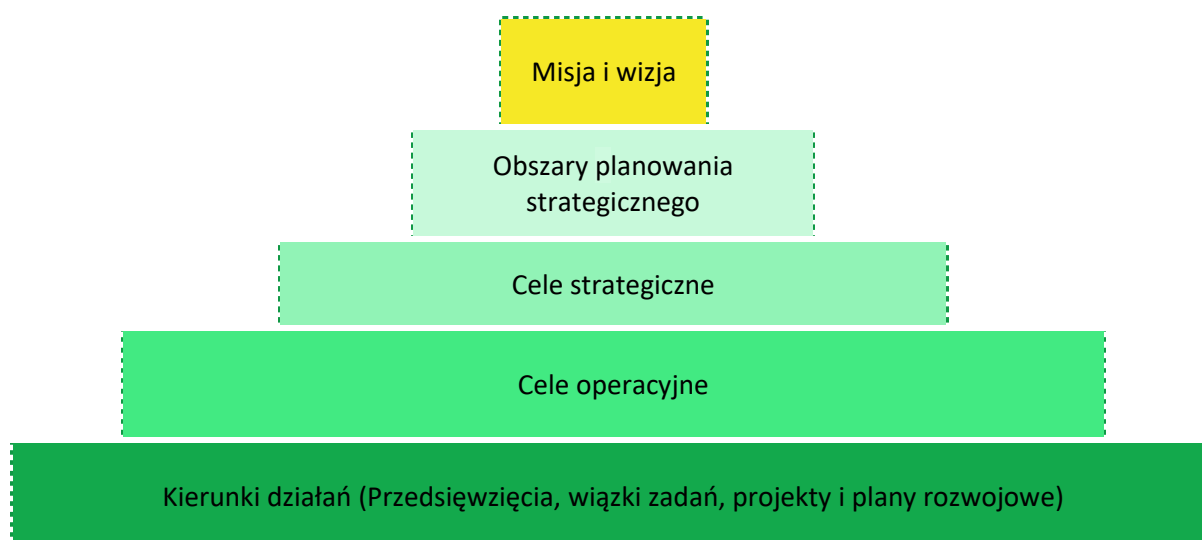 Misja i wizja
Obszary planowania
strategicznego
Cele strategiczne
Cele operacyjne
Kierunki działań (Przedsięwzięcia, wiązki zadań, projekty i plany rozwojowe)